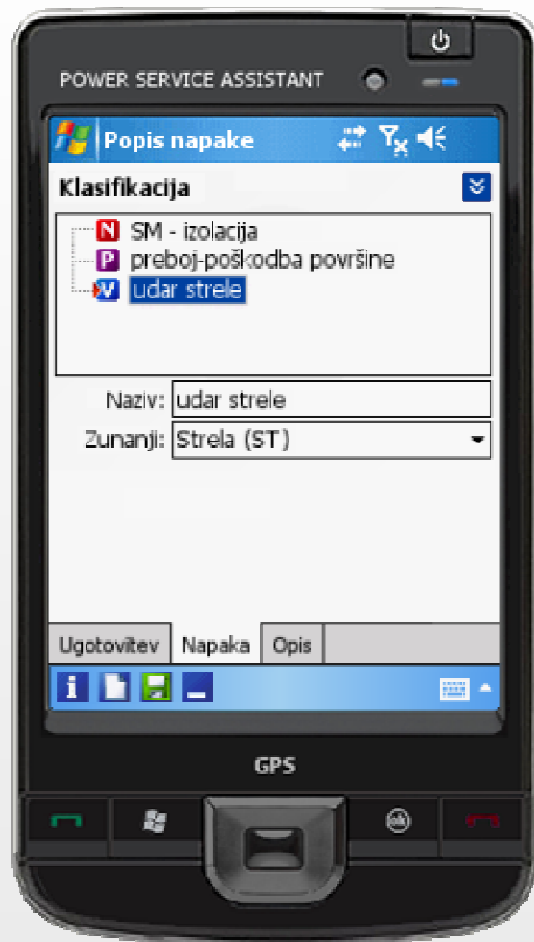 POWER SERVICE ASSISTANT
Popis napake
Klasifikacija
N SM - izolacija
P preboj-poškodba površine
V udar strele
Naziv: udar strele
Zunanji: Strela (ST)
Ugotovitev Napaka Opis
i
GPS
ok